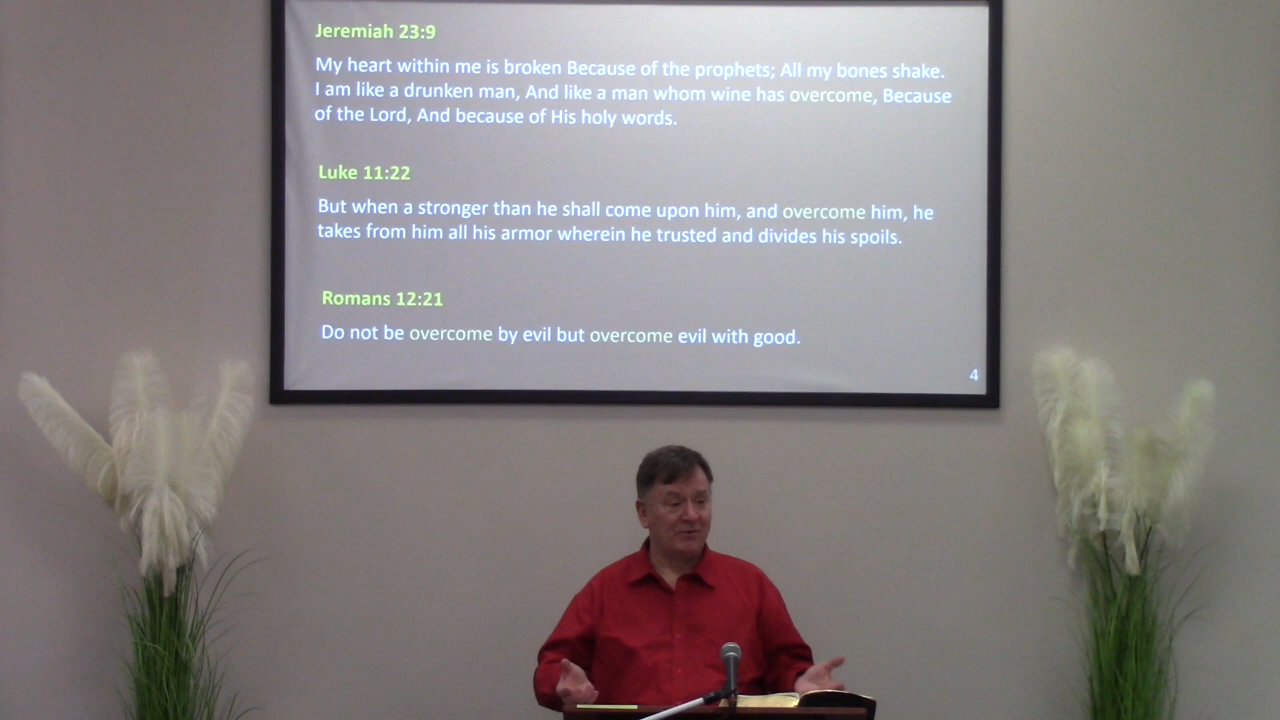 Jeremiah 23:9
My heart within me is broken Because of the prophets; All my bones shake.
I am like a drunken man, And like a man whom wine has overcome, Because
of the Lord, And because of His holy words.
Luke 11:22
But when a stronger than he shall come upon him, and overcome him, he
takes from him all his armor wherein he trusted and divides his spoils.
Romans 12:21
Do not be overcome by evil but overcome evil with good.
4